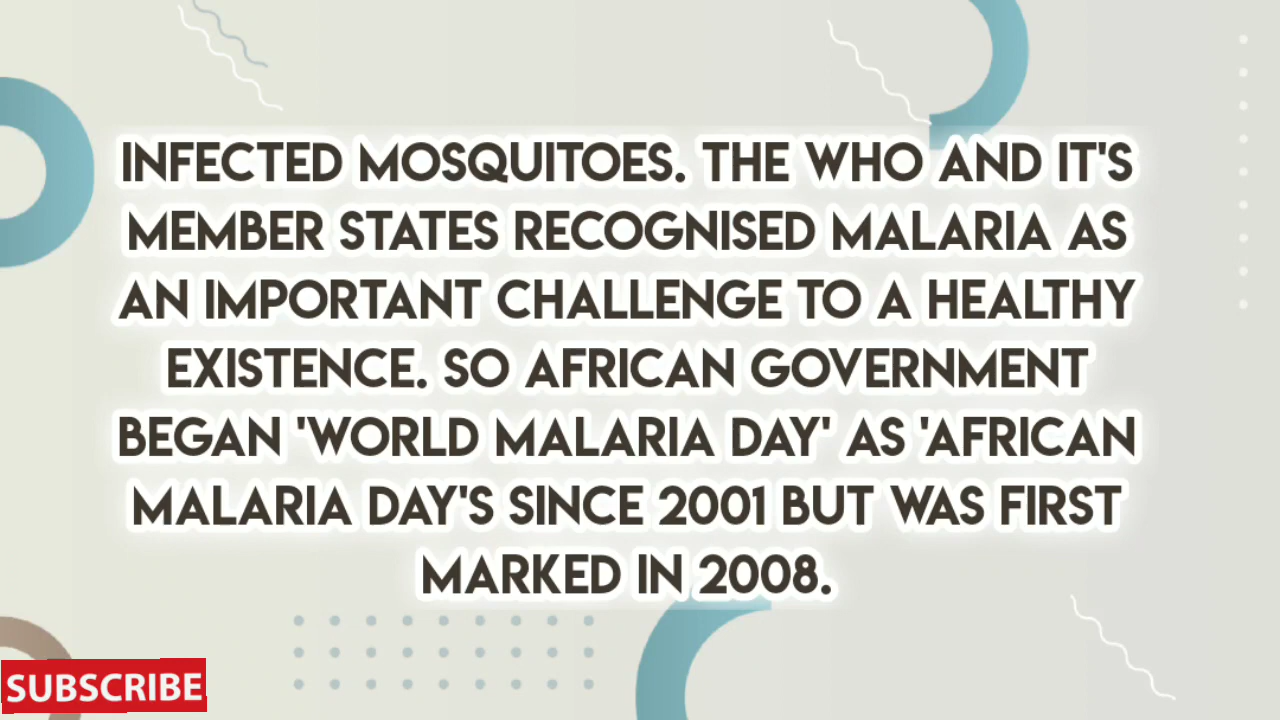 INFECTED MOSQUITOES. THE WHO AND IT'S
MEMBER STATES RECOGNISED MALARIA AS
AN IMPORTANT CHALLENGE TO A HEALTHY
EXISTENCE. SO AFRICAN GOVERNMENT
BEGAN 'WORLD MALARIA DAY' AS 'AFRICAN
MALARIA DAY'S SINCE 2001 BUT WAS FIRST
MARKED IN 2008.
SUBSCRIBE